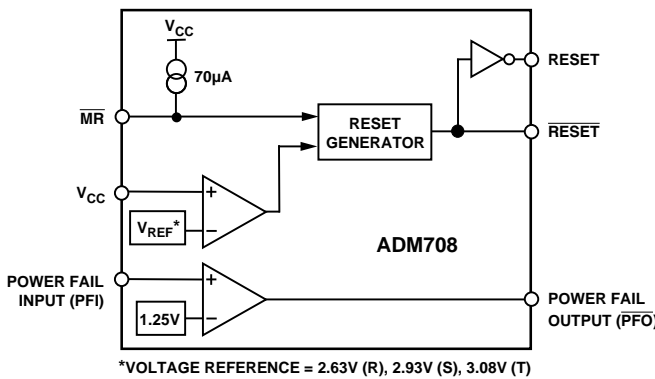 VCC
70µA
MR
RESET
GENERATOR
RESET
RESET
VCC
+
VREF*
−
ADM708
POWER FAIL
INPUT (PFI)
+
1.25V
−
POWER FAIL
OUTPUT (PFO)
*VOLTAGE REFERENCE = 2.63V (R), 2.93V (S), 3.08V (T)